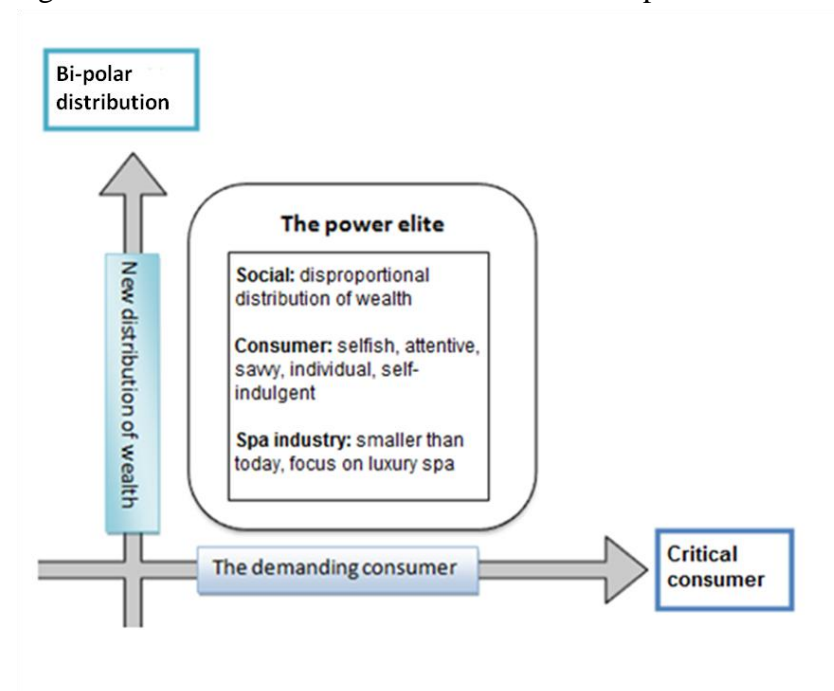 Bi-polar
distribution
The power elite
Social: disproportional
distribution of wealth
Consumer: selfish, attentive,
savvy, individual, self-
indulgent
Spa industry: smaller than
today, focus on luxury spa
New distribution of wealth
The demanding consumer
Critical
consumer